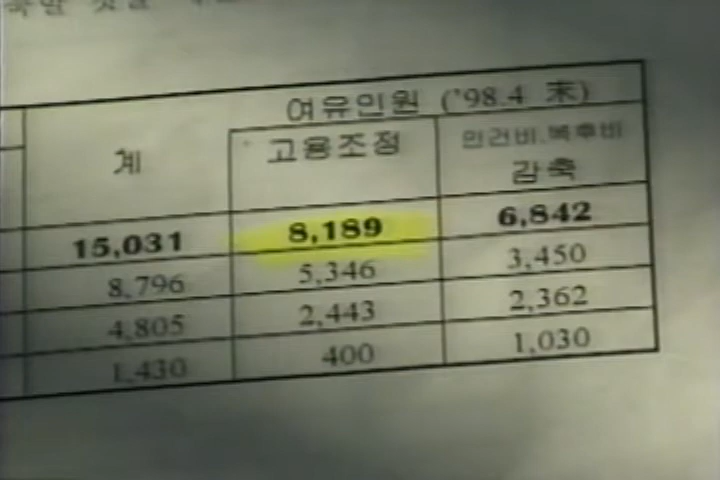 여유인원 ('98.4 末)
계 고용조정 인건비.복후비
감축
15,031 8,189 6,842
8,796 5,346 3,450
4,805 2,443 2,362
1,430 400 1,030